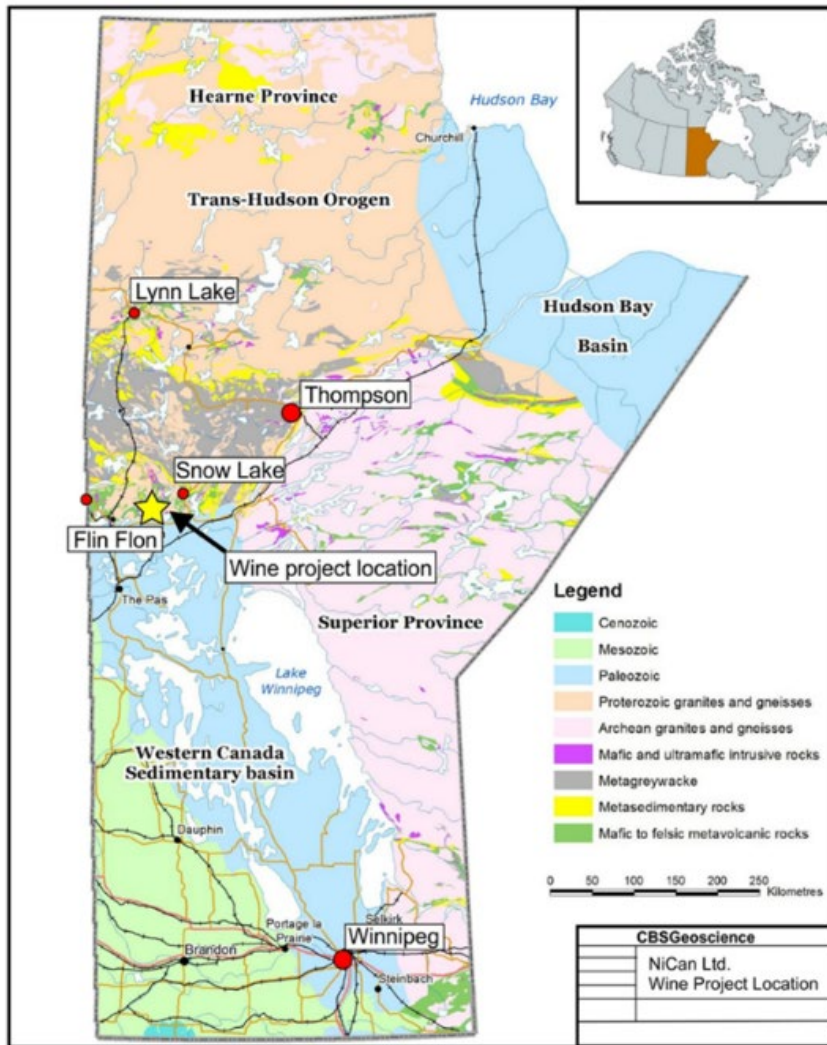 Hearne Province
Hudson Bay
Churchill
Trans-Hudson Orogen
Lynn Lake
Hudson Bay
Basin
Thompson
Snow Lake
Flin Flon
Wine project location
The Pas
Superior Province
Lake
Winnipeg
Western Canada
Sedimentary basin
Dauphin
Portage la
Prairie
Selkirk
Winnipeg
Brandon
Steinbach
Legend
Cenozoic
Mesozoic
Paleozoic
Proterozoic granites and gneisses
Archean granites and gneisses
Mafic and ultramafic intrusive rocks
Metagreywacke
Metasedimentary rocks
Mafic to felsic metavolcanic rocks
0 50 100 150 200 250
Kilometres
CBSGeoscience
NiCan Ltd.
Wine Project Location